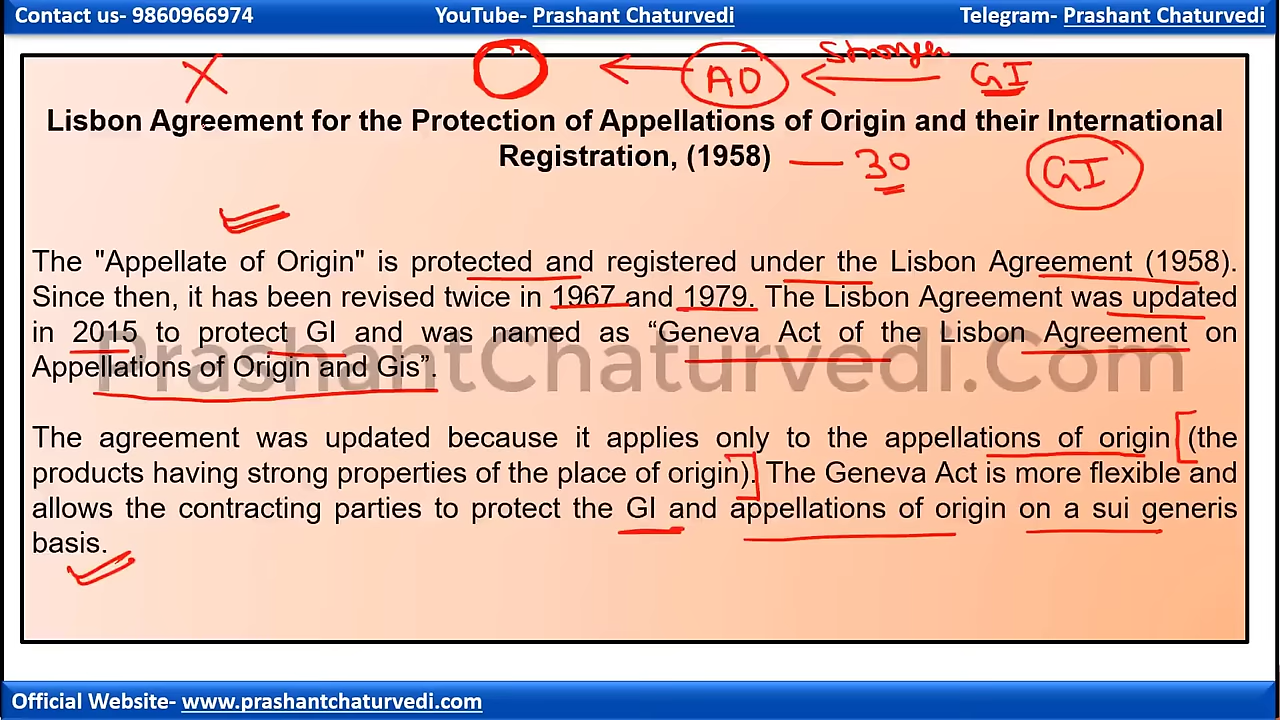 Contact us- 9860966974 YouTube- Prashant Chaturvedi Telegram- Prashant Chaturvedi
AO Stronger GI
Lisbon Agreement for the Protection of Appellations of Origin and their International
Registration, (1958) — 30 GI
The "Appellate of Origin" is protected and registered under the Lisbon Agreement (1958).
Since then, it has been revised twice in 1967 and 1979. The Lisbon Agreement was updated
in 2015 to protect GI and was named as “Geneva Act of the Lisbon Agreement on
Appellations of Origin and Gis”.
PrashantChaturvedi.Com
The agreement was updated because it applies only to the appellations of origin (the
products having strong properties of the place of origin). The Geneva Act is more flexible and
allows the contracting parties to protect the GI and appellations of origin on a sui generis
basis.
Official Website- www.prashantchaturvedi.com